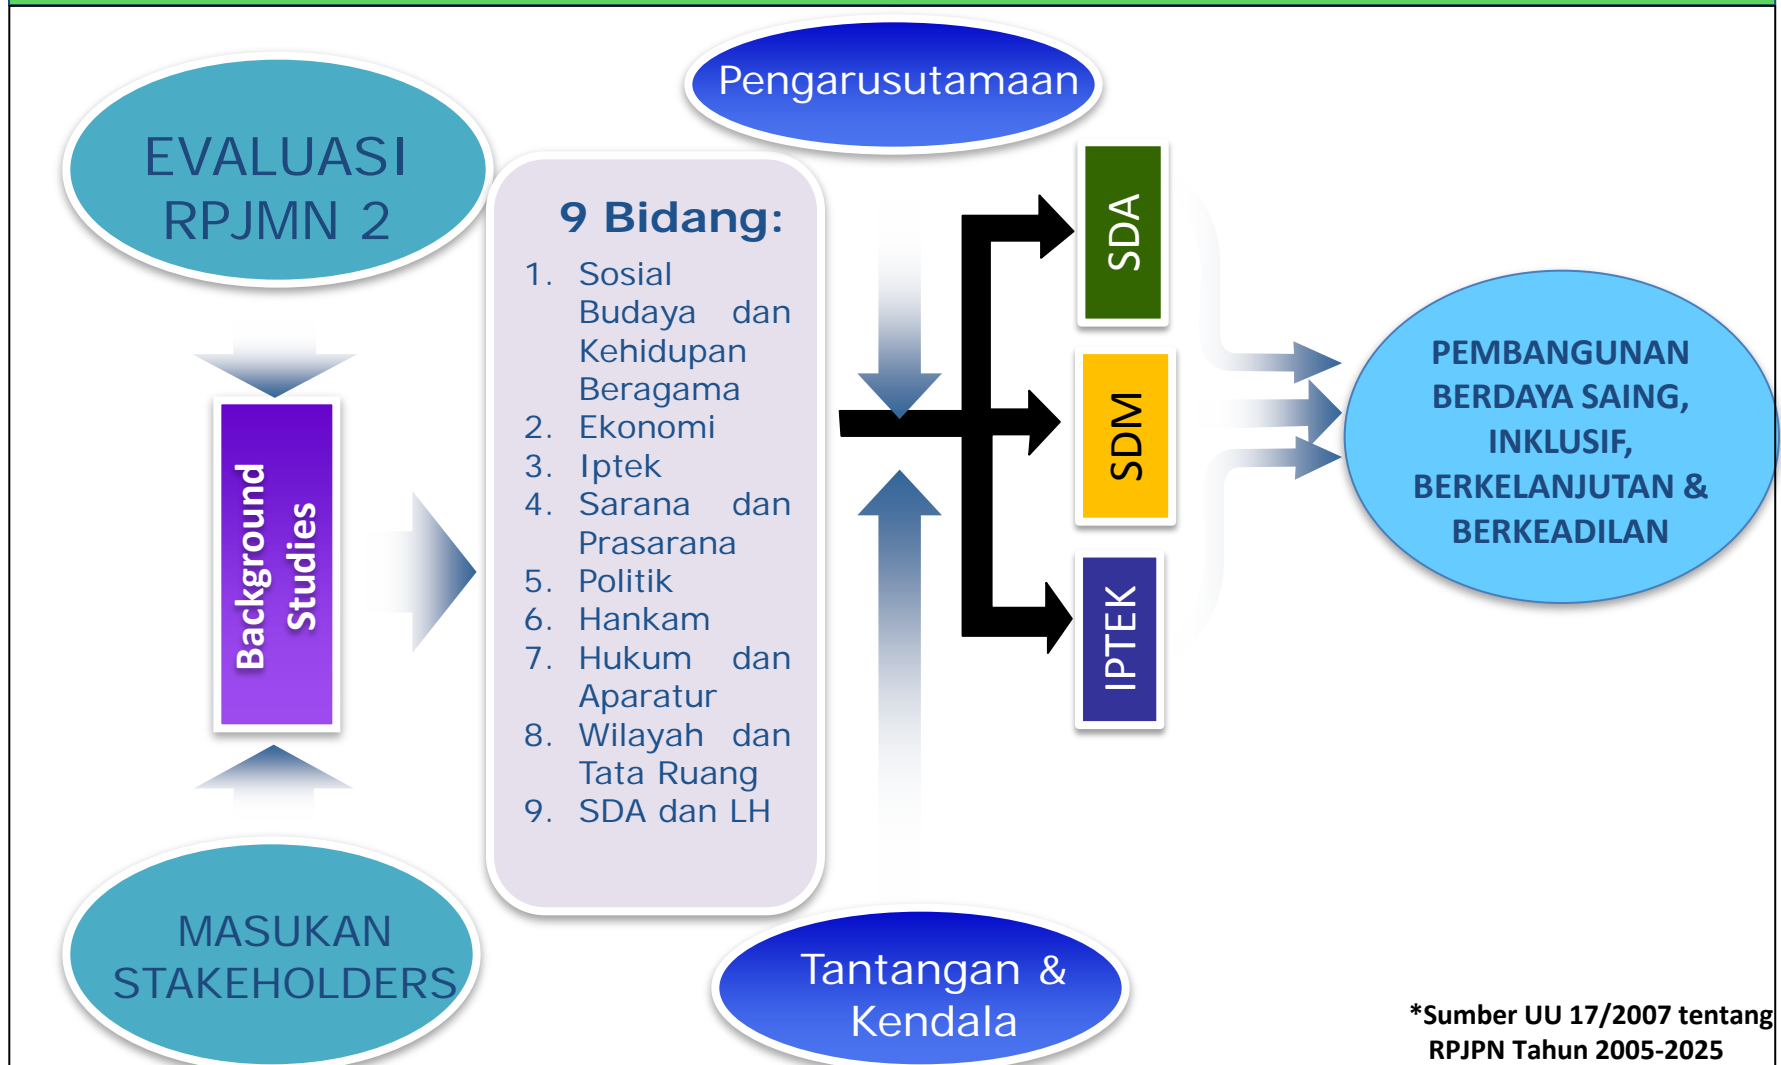 EVALUASI
RPJMN 2
Background
Studies
MASUKAN
STAKEHOLDERS
9 Bidang:
1. Sosial
Budaya dan
Kehidupan
Beragama
2. Ekonomi
3. Iptek
4. Sarana dan
Prasarana
5. Politik
6. Hankam
7. Hukum dan
Aparatur
8. Wilayah dan
Tata Ruang
9. SDA dan LH
Pengarusutamaan
Tantangan &
Kendala
SDA
SDM
IPTEK
PEMBANGUNAN
BERDAYA SAING,
INKLUSIF,
BERKELANJUTAN &
BERKEADILAN
*Sumber UU 17/2007 tentang
RPJPN Tahun 2005-2025